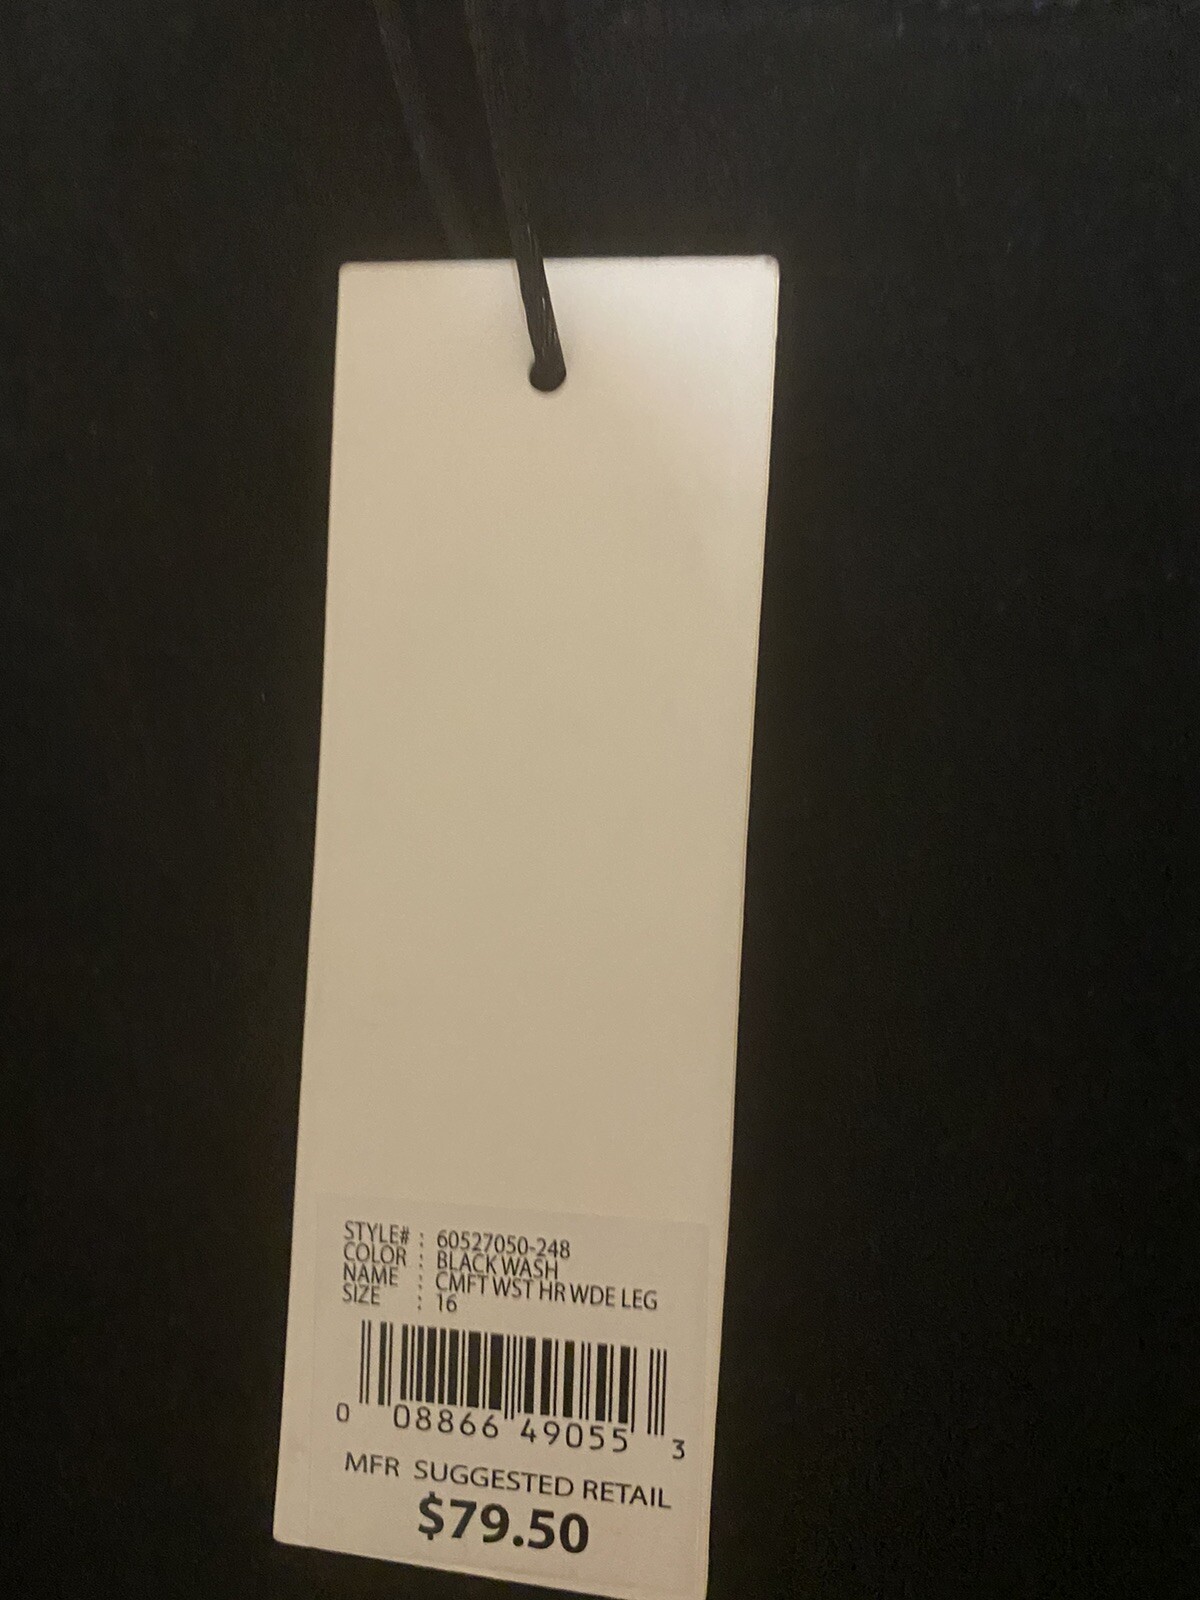 STYLE# : 60527050-248
COLOR : BLACK WASH
NAME : CMFT WST HR WDE LEG
SIZE : 16
0 08866 49055 3
MFR SUGGESTED RETAIL
$79.50